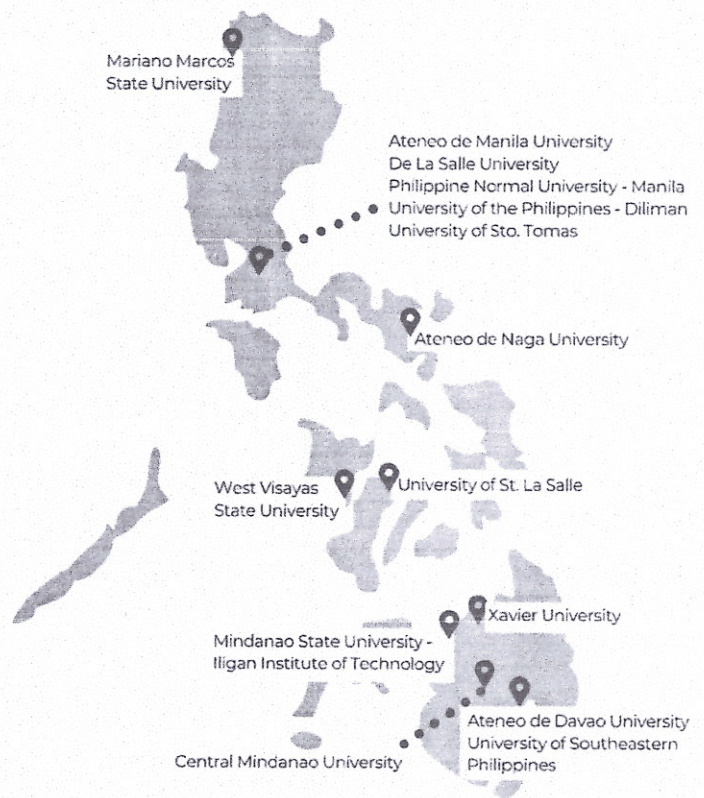 Mariano Marcos
State University
Ateneo de Manila University
De La Salle University
Philippine Normal University - Manila
University of the Philippines - Diliman
University of Sto. Tomas
Ateneo de Naga University
West Visayas
State University
University of St. La Salle
Xavier University
Mindanao State University -
Iligan Institute of Technology
Ateneo de Davao University
University of Southeastern
Philippines
Central Mindanao University